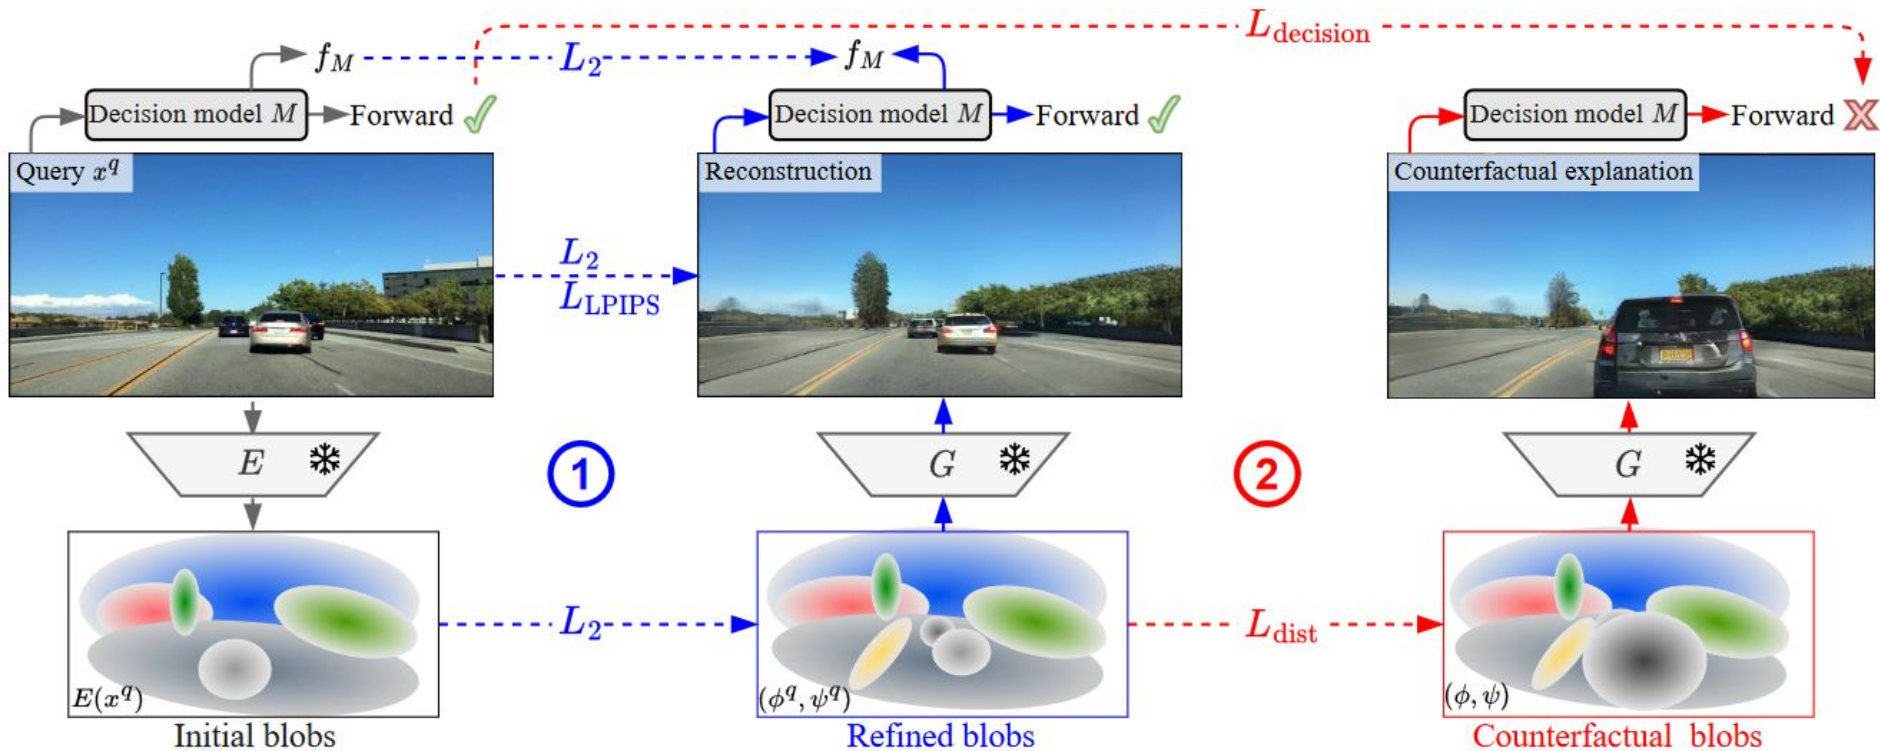 L_decision
f_M
L_2
f_M
Decision model M
Forward
Decision model M
Forward
Decision model M
Forward
Query x^q
Reconstruction
Counterfactual explanation
L_2
L_LPIPS
E
1
G
2
G
L_2
L_dist
E(x^q)
(ϕ^q, ψ^q)
(ϕ, ψ)
Initial blobs
Refined blobs
Counterfactual blobs